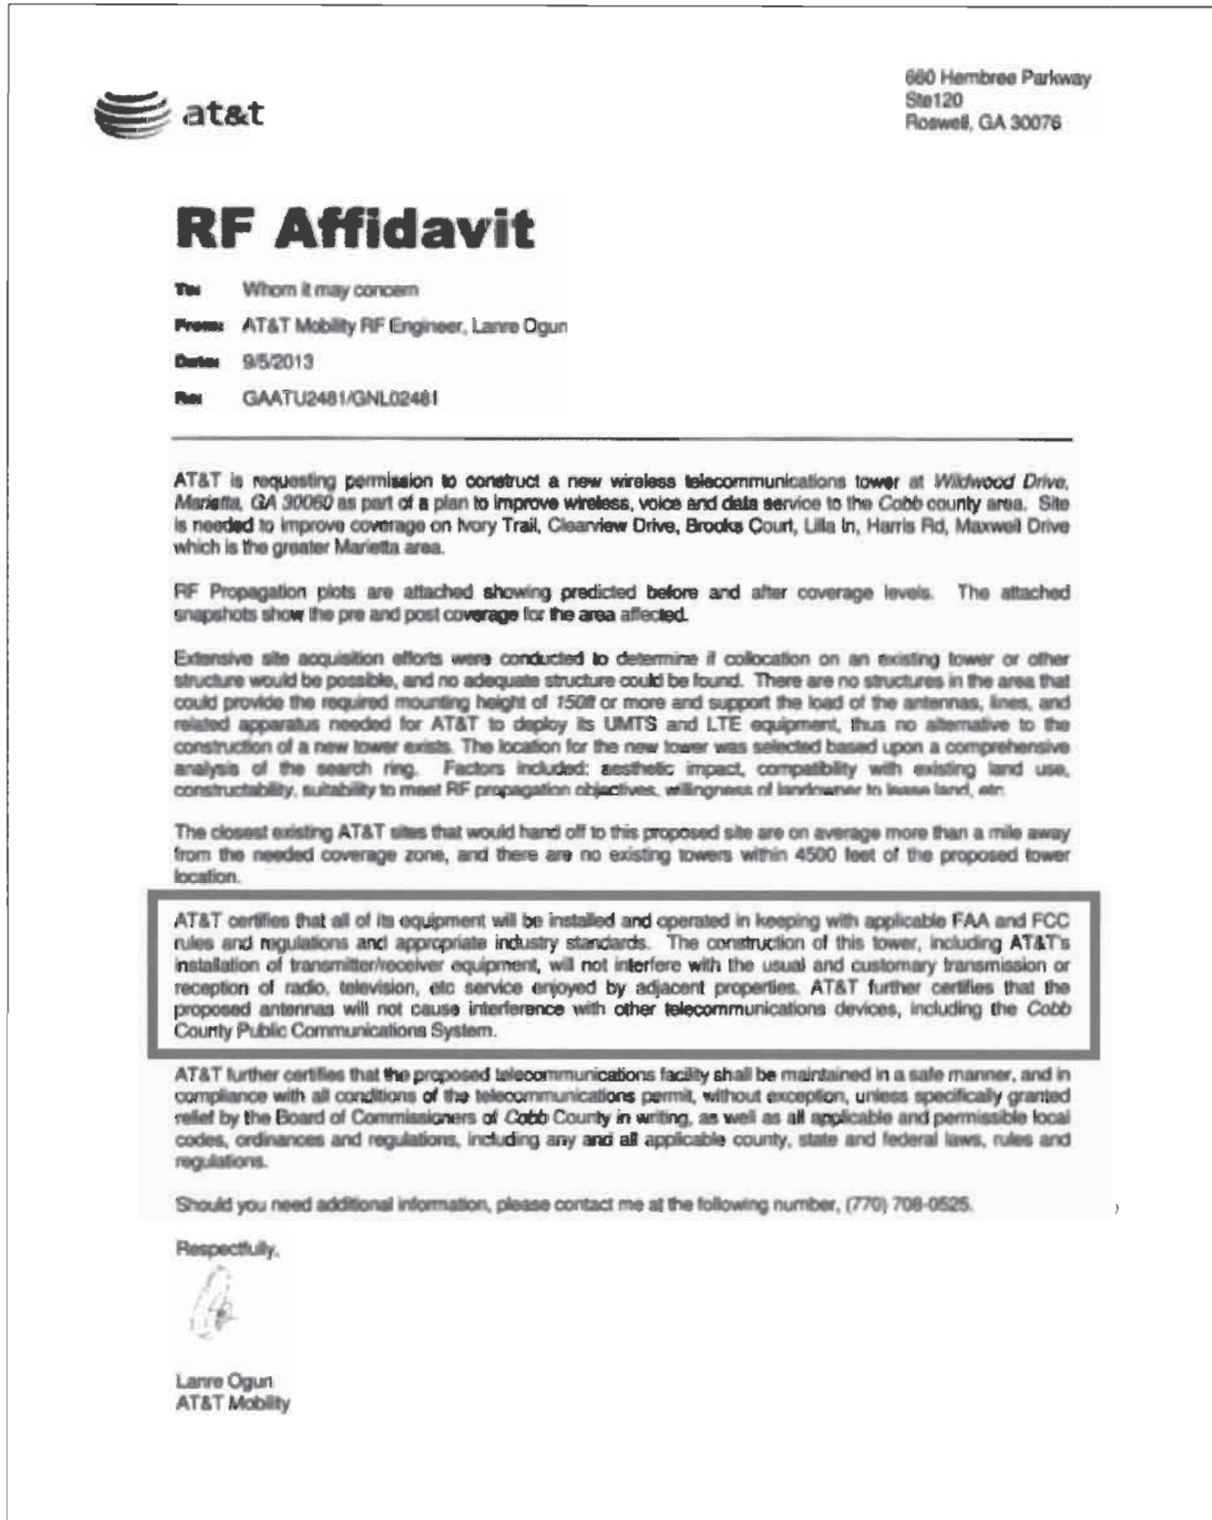 at&t
660 Hembree Parkway
Ste120
Roswell, GA 30076
RF Affidavit
To: Whom it may concern
From: AT&T Mobility RF Engineer, Lanre Ogun
Date: 9/5/2013
Re: GAATU2481/GNL02481
AT&T is requesting permission to construct a new wireless telecommunications tower at Wildwood Drive,
Marietta, GA 30060 as part of a plan to improve wireless, voice and data service to the Cobb county area. Site
is needed to improve coverage on Ivory Trail, Clearview Drive, Brooks Court, Lilla ln, Harris Rd, Maxwell Drive
which is the greater Marietta area.
RF Propagation plots are attached showing predicted before and after coverage levels. The attached
snapshots show the pre and post coverage for the area affected.
Extensive site acquisition efforts were conducted to determine if collocation on an existing tower or other
structure would be possible, and no adequate structure could be found. There are no structures in the area that
could provide the required mounting height of 150ft or more and support the load of the antennas, lines, and
related apparatus needed for AT&T to deploy its UMTS and LTE equipment, thus no alternative to the
construction of a new tower exists. The location for the new tower was selected based upon a comprehensive
analysis of the search ring. Factors included: aesthetic impact, compatibility with existing land use,
constructability, suitability to meet RF propagation objectives, willingness of landowner to lease land, etc
The closest existing AT&T sites that would hand off to this proposed site are on average more than a mile away
from the needed coverage zone, and there are no existing towers within 4500 feet of the proposed tower
location.
AT&T certifies that all of its equipment will be installed and operated in keeping with applicable FAA and FCC
rules and regulations and appropriate industry standards. The construction of this tower, including AT&T's
installation of transmitter/receiver equipment, will not interfere with the usual and customary transmission or
reception of radio, television, etc service enjoyed by adjacent properties. AT&T further certifies that the
proposed antennas will not cause interference with other telecommunications devices, including the Cobb
County Public Communications System.
AT&T further certifies that the proposed telecommunications facility shall be maintained in a safe manner, and in
compliance with all conditions of the telecommunications permit, without exception, unless specifically granted
relief by the Board of Commissioners of Cobb County in writing, as well as all applicable and permissible local
codes, ordinances and regulations, including any and all applicable county, state and federal laws, rules and
regulations.
Should you need additional information, please contact me at the following number, (770) 708-0525.
Respectfully,
Lanre Ogun
AT&T Mobility